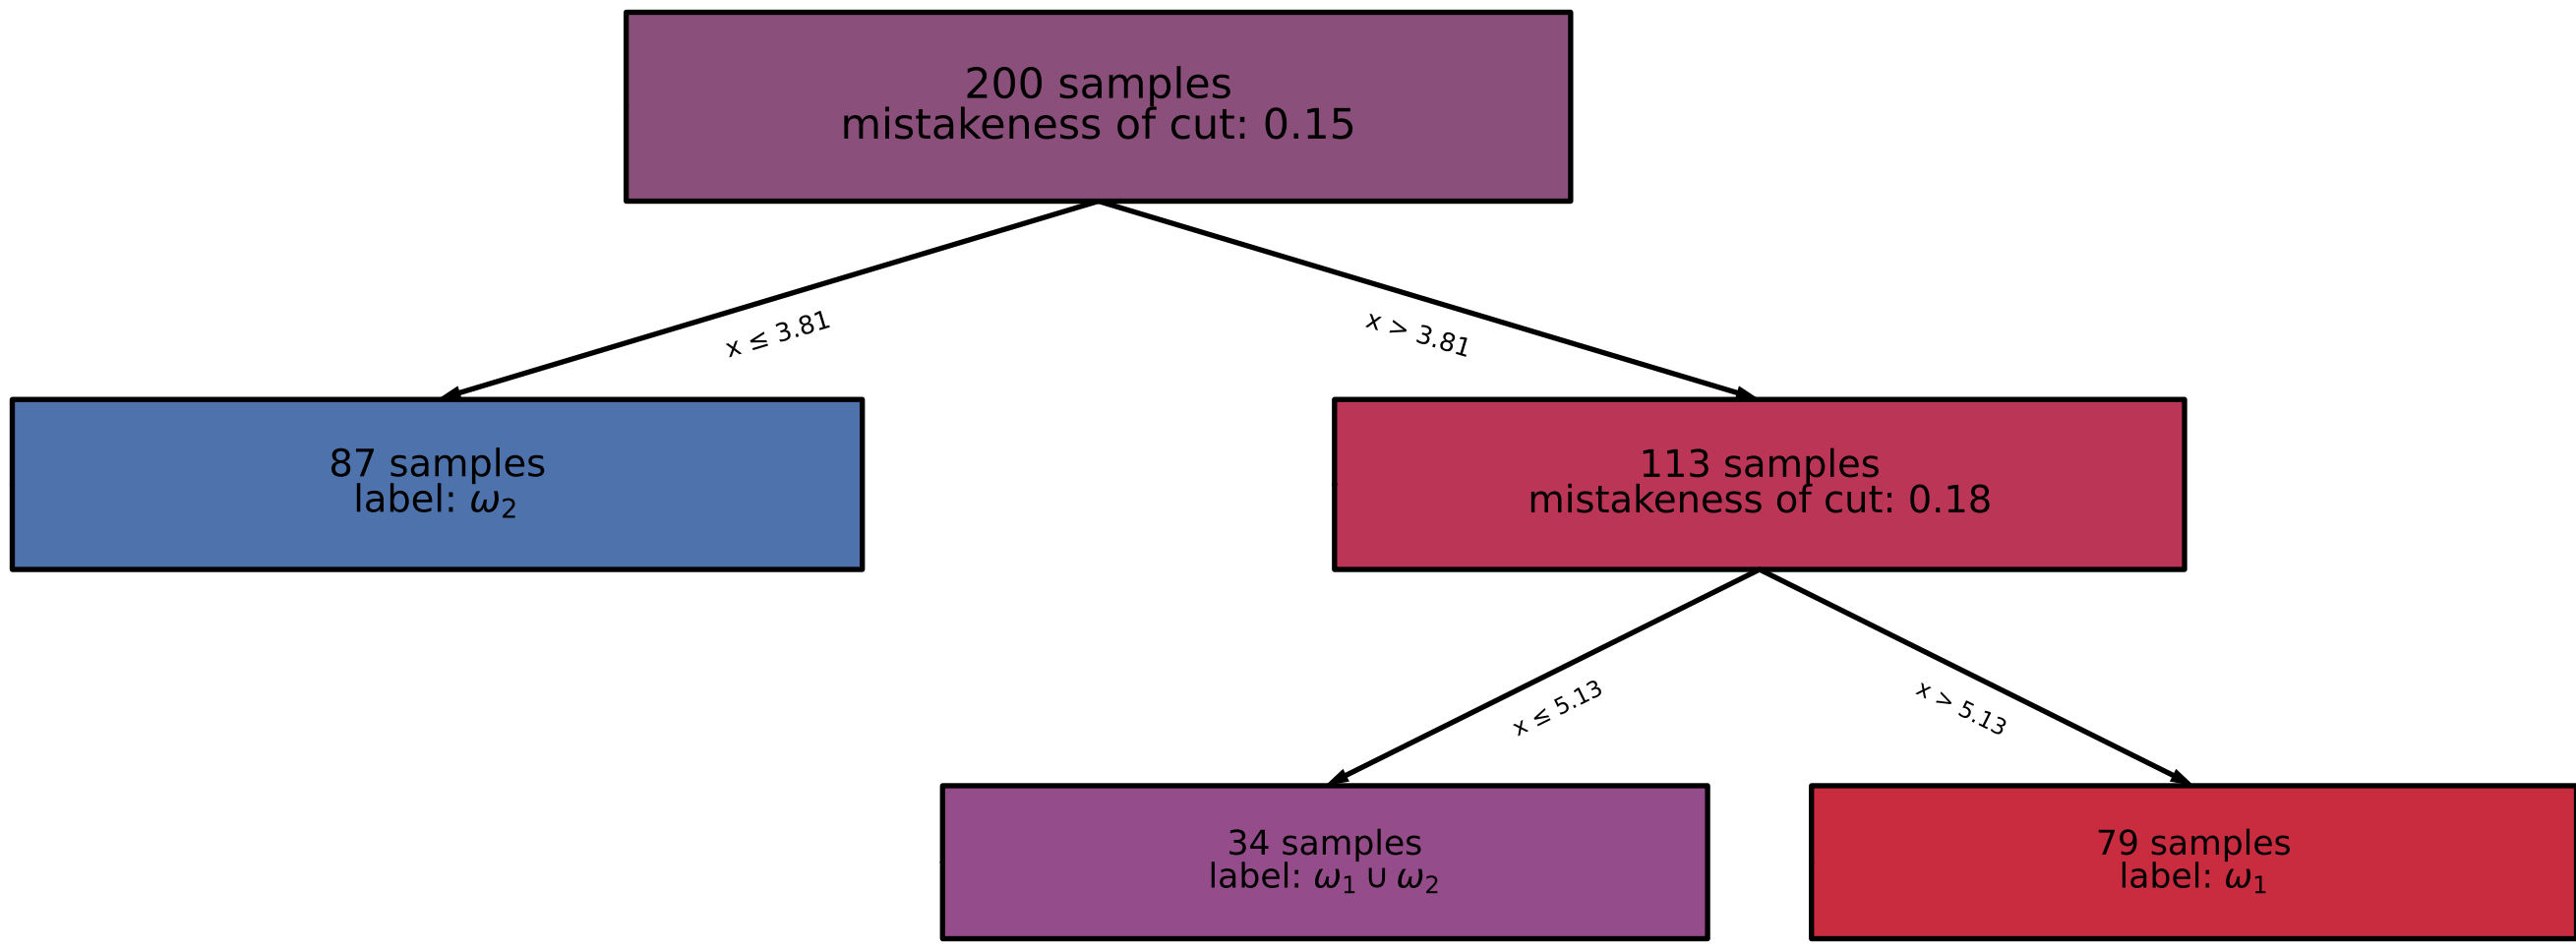 200 samples
mistakeness of cut: 0.15
x ≤ 3.81
x > 3.81
87 samples
label: ω₂
113 samples
mistakeness of cut: 0.18
x ≤ 5.13
x > 5.13
34 samples
label: ω₁ ∪ ω₂
79 samples
label: ω₁